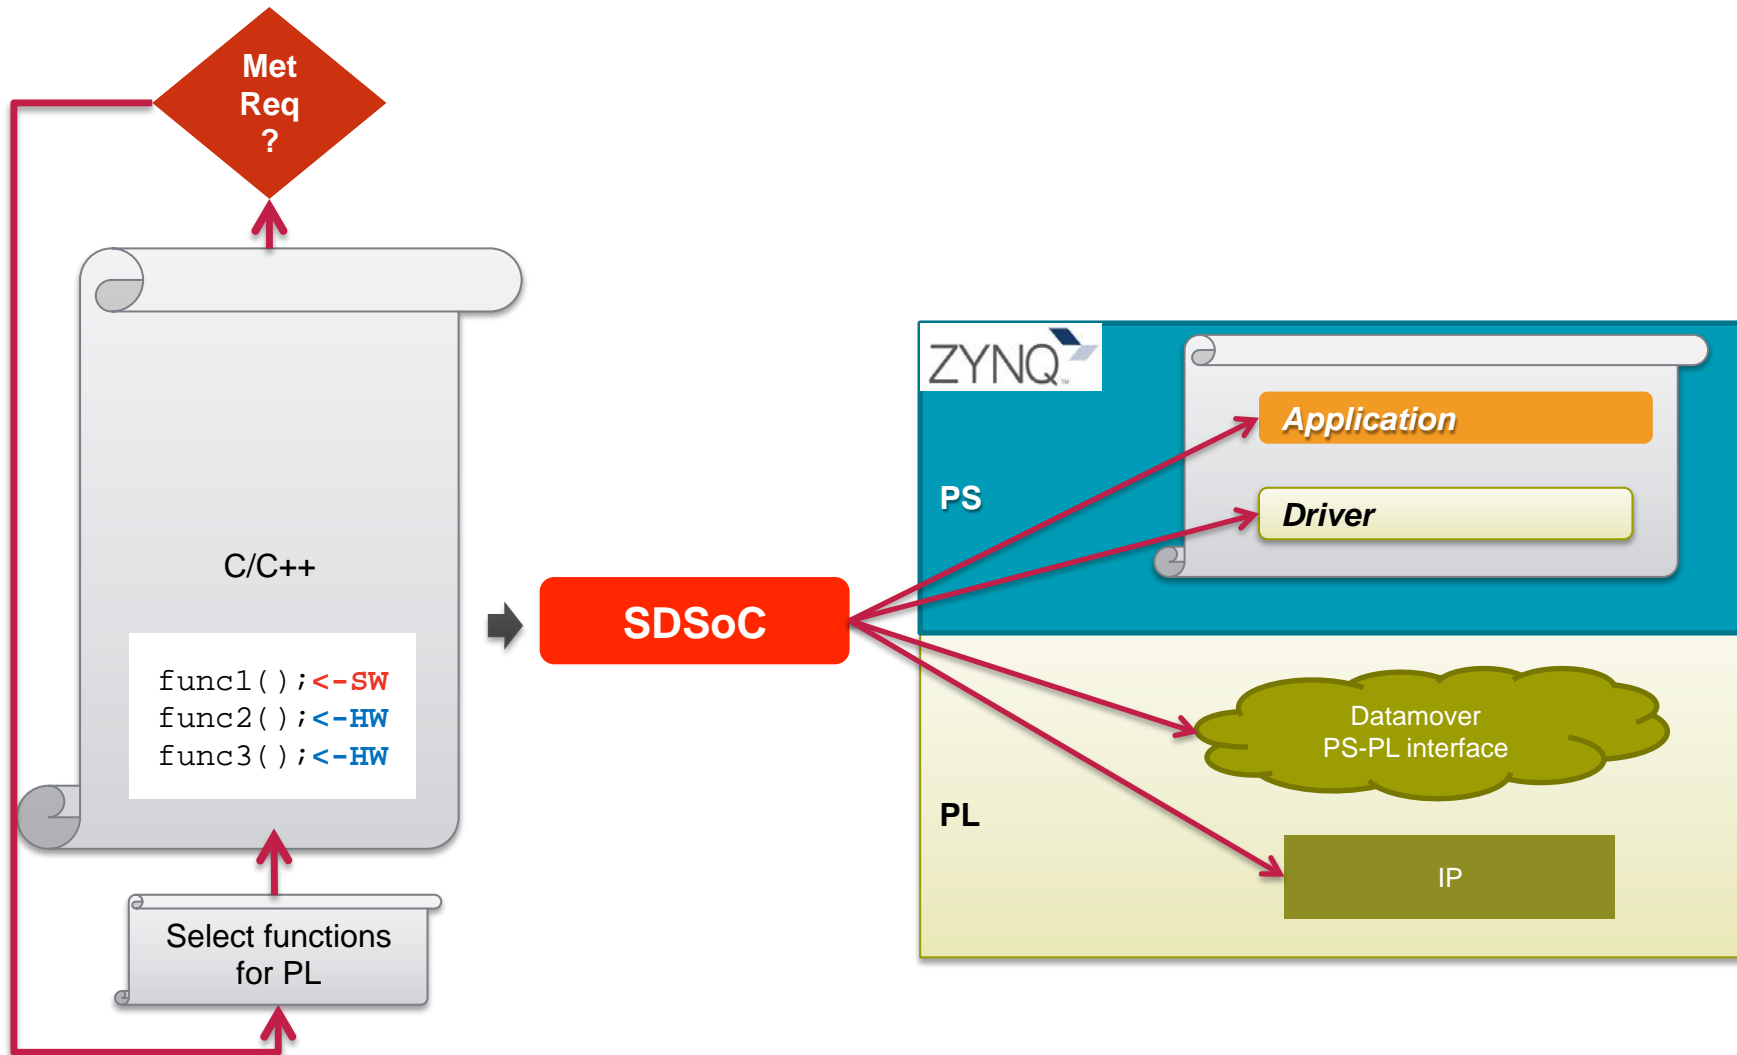 Met
Req
?
C/C++
func1();<-SW
func2();<-HW
func3();<-HW
Select functions
for PL
SDSoC
ZYNQ™
PS
Application
Driver
PL
Datamover
PS-PL interface
IP